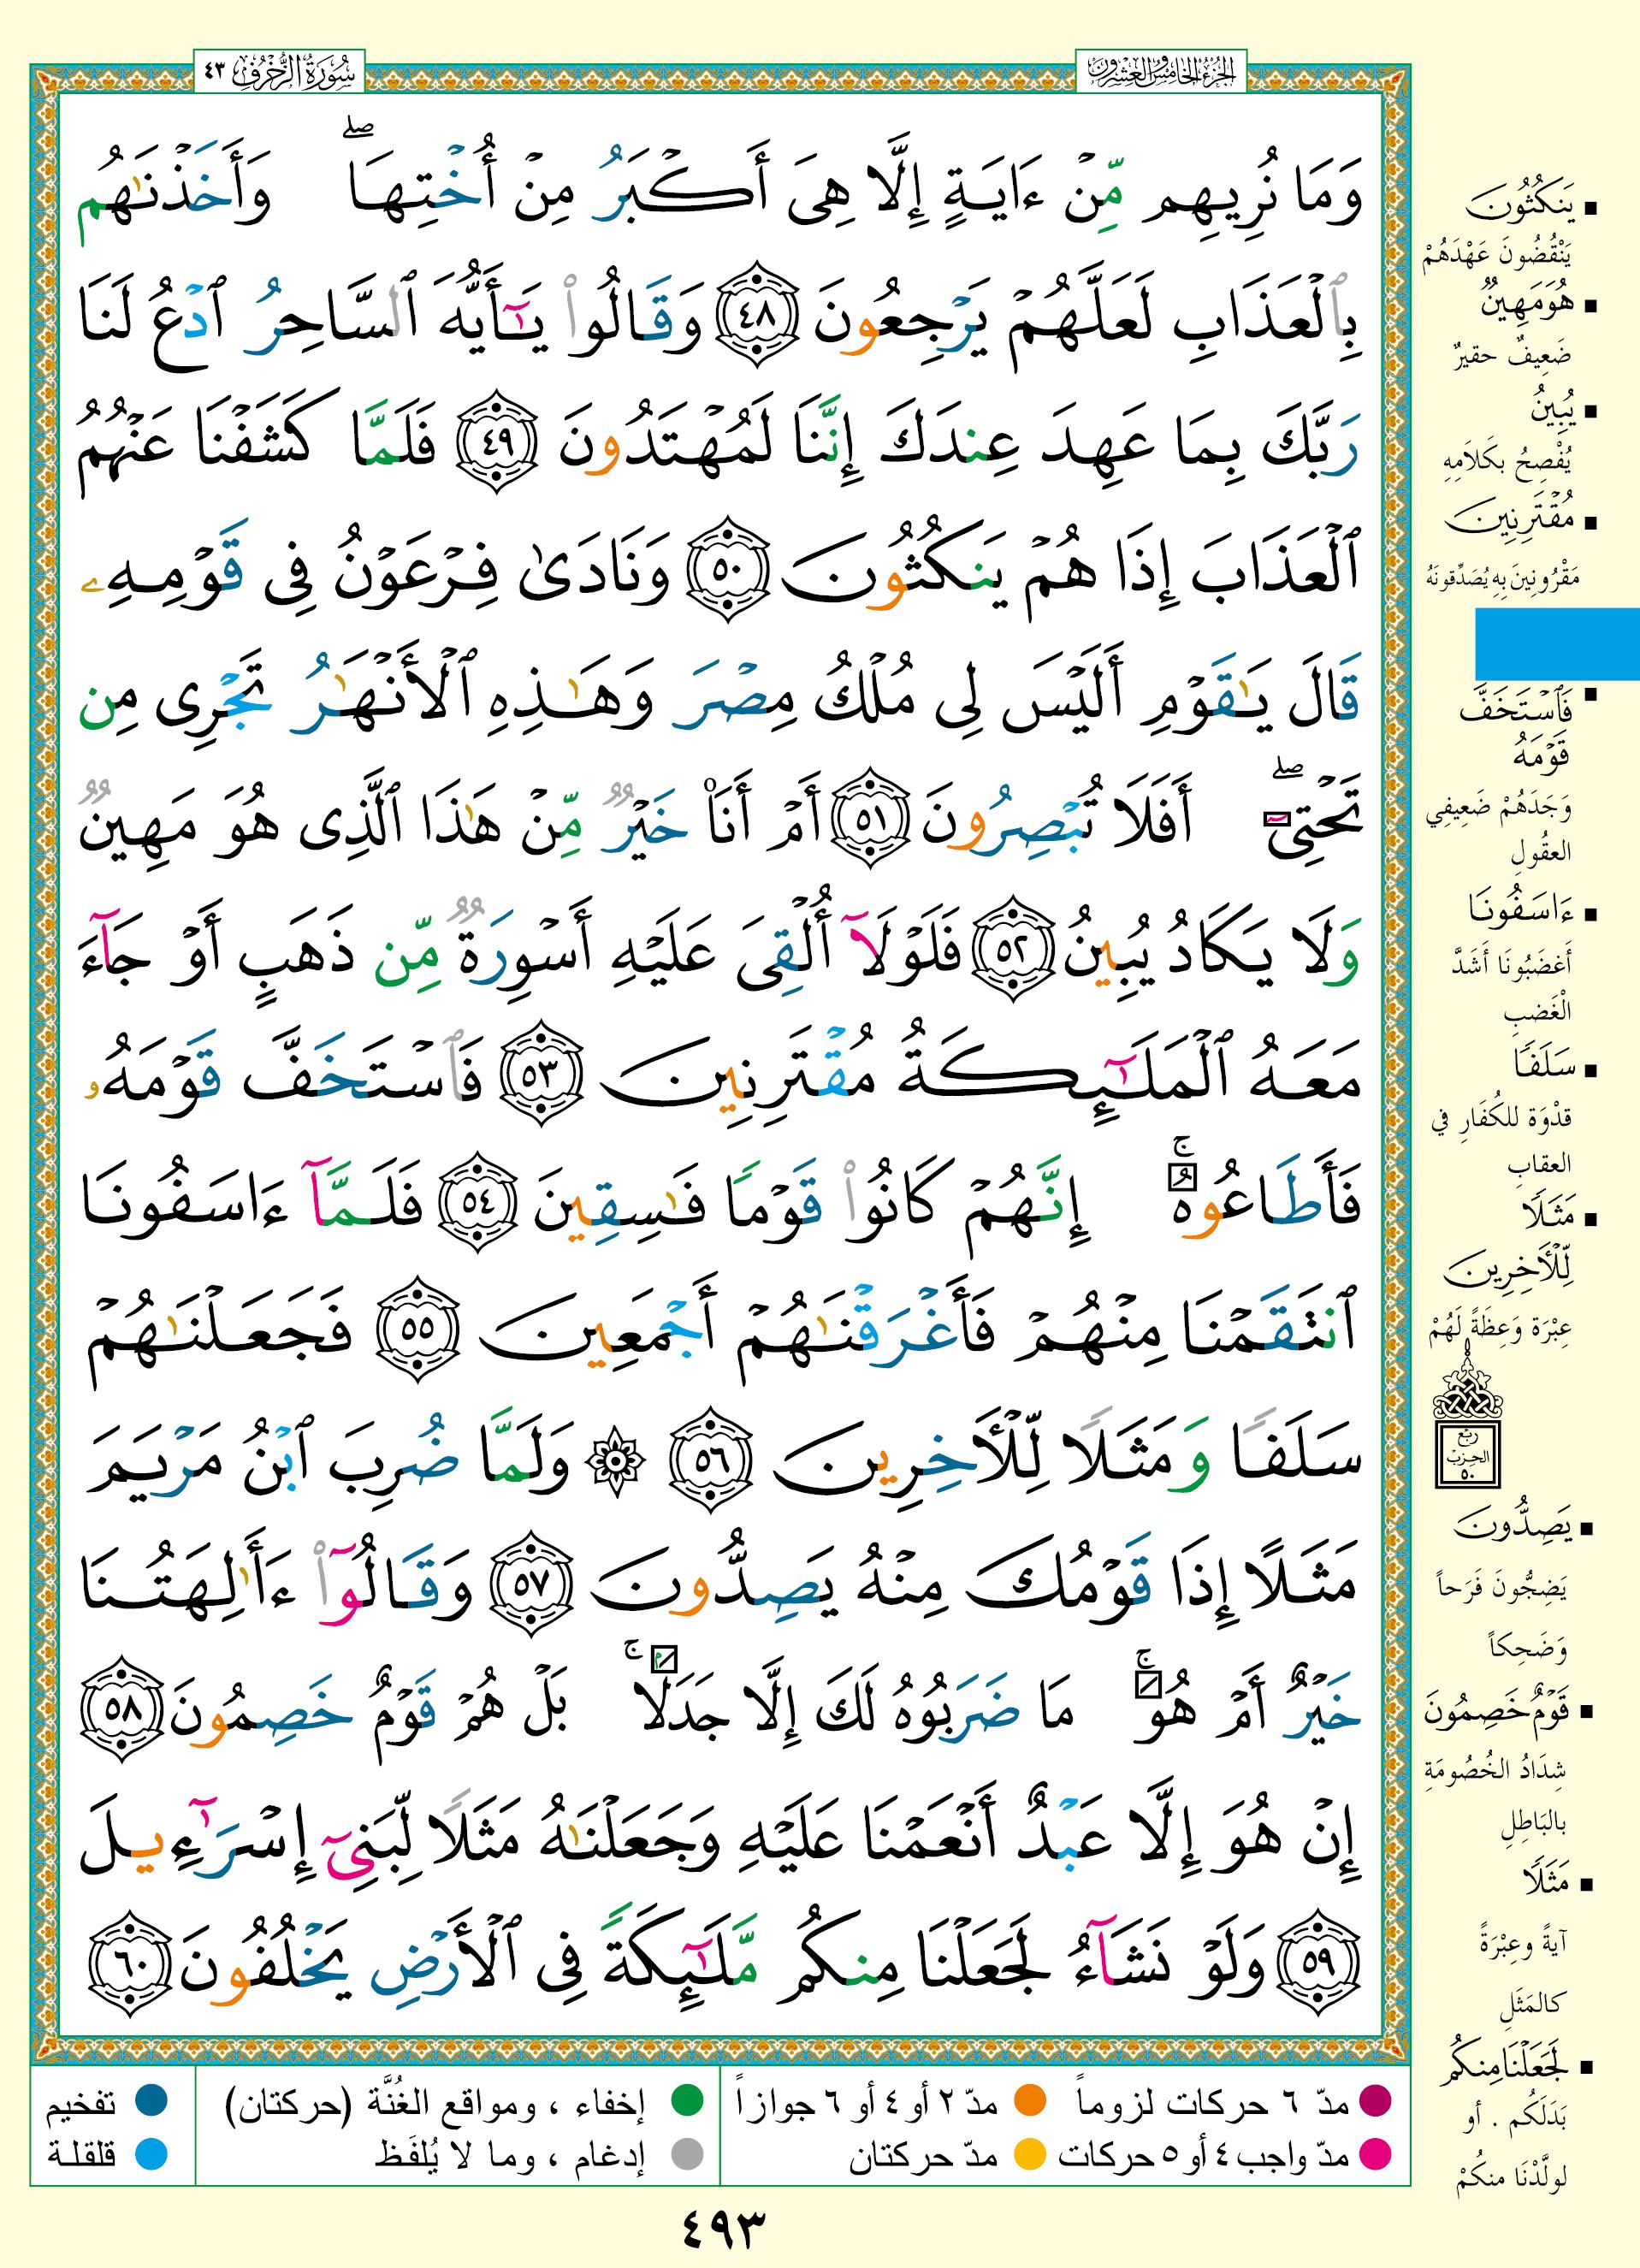 الجزء الخامس والعشرون
سُورَةُ الزُّخْرُفِ ٤٣
وَمَا نُرِيهِم مِّنْ ءَايَةٍ إِلَّا هِىَ أَكْبَرُ مِنْ أُخْتِهَا ۖ وَأَخَذْنَٰهُم
بِٱلْعَذَابِ لَعَلَّهُمْ يَرْجِعُونَ ٤٨ وَقَالُوا۟ يَٰٓأَيُّهَ ٱلسَّاحِرُ ٱدْعُ لَنَا
رَبَّكَ بِمَا عَهِدَ عِندَكَ إِنَّنَا لَمُهْتَدُونَ ٤٩ فَلَمَّا كَشَفْنَا عَنْهُمُ
ٱلْعَذَابَ إِذَا هُمْ يَنكُثُونَ ٥٠ وَنَادَىٰ فِرْعَوْنُ فِى قَوْمِهِۦ
قَالَ يَٰقَوْمِ أَلَيْسَ لِى مُلْكُ مِصْرَ وَهَٰذِهِ ٱلْأَنْهَٰرُ تَجْرِى مِن
تَحْتِىٓ ۖ أَفَلَا تُبْصِرُونَ ٥١ أَمْ أَنَا۠ خَيْرٌ مِّنْ هَٰذَا ٱلَّذِى هُوَ مَهِينٌ
وَلَا يَكَادُ يُبِينُ ٥٢ فَلَوْلَآ أُلْقِىَ عَلَيْهِ أَسْوِرَةٌ مِّن ذَهَبٍ أَوْ جَآءَ
مَعَهُ ٱلْمَلَٰٓئِكَةُ مُقْتَرِنِينَ ٥٣ فَٱسْتَخَفَّ قَوْمَهُۥ
فَأَطَاعُوهُ ۚ إِنَّهُمْ كَانُوا۟ قَوْمًا فَٰسِقِينَ ٥٤ فَلَمَّآ ءَاسَفُونَا
ٱنتَقَمْنَا مِنْهُمْ فَأَغْرَقْنَٰهُمْ أَجْمَعِينَ ٥٥ فَجَعَلْنَٰهُمْ
سَلَفًا وَمَثَلًا لِّلْأَخِرِينَ ٥٦ ۞ وَلَمَّا ضُرِبَ ٱبْنُ مَرْيَمَ
مَثَلًا إِذَا قَوْمُكَ مِنْهُ يَصِدُّونَ ٥٧ وَقَالُوٓا۟ ءَأَٰلِهَتُنَا
خَيْرٌ أَمْ هُوَ ۚ مَا ضَرَبُوهُ لَكَ إِلَّا جَدَلًۢا ۚ بَلْ هُمْ قَوْمٌ خَصِمُونَ ٥٨
إِنْ هُوَ إِلَّا عَبْدٌ أَنْعَمْنَا عَلَيْهِ وَجَعَلْنَٰهُ مَثَلًا لِّبَنِىٓ إِسْرَٰٓءِيلَ
٥٩ وَلَوْ نَشَآءُ لَجَعَلْنَا مِنكُم مَّلَٰٓئِكَةً فِى ٱلْأَرْضِ يَخْلُفُونَ ٦٠
يَنكُثُونَ
يَنْقُضُونَ عَهْدَهُمْ
هُوَ مَهِينٌ
ضَعِيفٌ حقيرٌ
يُبِينُ
يُفْصِحُ بكَلاَمِهِ
مُقْتَرِنِينَ
مَقْرُونِينَ بِهِ يُصَدِّقونَهُ
فَٱسْتَخَفَّ
قَوْمَهُ
وَجَدَهُمْ ضَعِيفِي
العقُولِ
ءَاسَفُونَا
أَغضَبُونَا أَشَدَّ
الْغَضبِ
سَلَفًا
قدْوَة للكُفَارِ في
العقابِ
مَثَلًا
لِّلْأَخِرِينَ
عِبْرَة وَعِظَةً لَهُمْ
ربع
الحزب
٥٠
يَصِدُّونَ
يَضِجُّونَ فَرَحاً
وَضَحِكاً
قَوْمٌ خَصِمُونَ
شِدَادُ الخُصُومَةِ
بالبَاطِلِ
مَثَلًا
آيةً وعِبْرَةً
كالمَثَلِ
لَجَعَلْنَا مِنكُم
بَدَلَكُم . أو
لولَّدْنَا منكُمْ
مدّ ٦ حركات لزوماً مدّ ٢ أو ٤ أو ٦ جوازاً إخفاء ، ومواقع الغُنَّة (حركتان) تفخيم
مدّ واجب ٤ أو ٥ حركات مدّ حركتان إدغام ، وما لا يُلفَظ قلقلة
٤٩٣